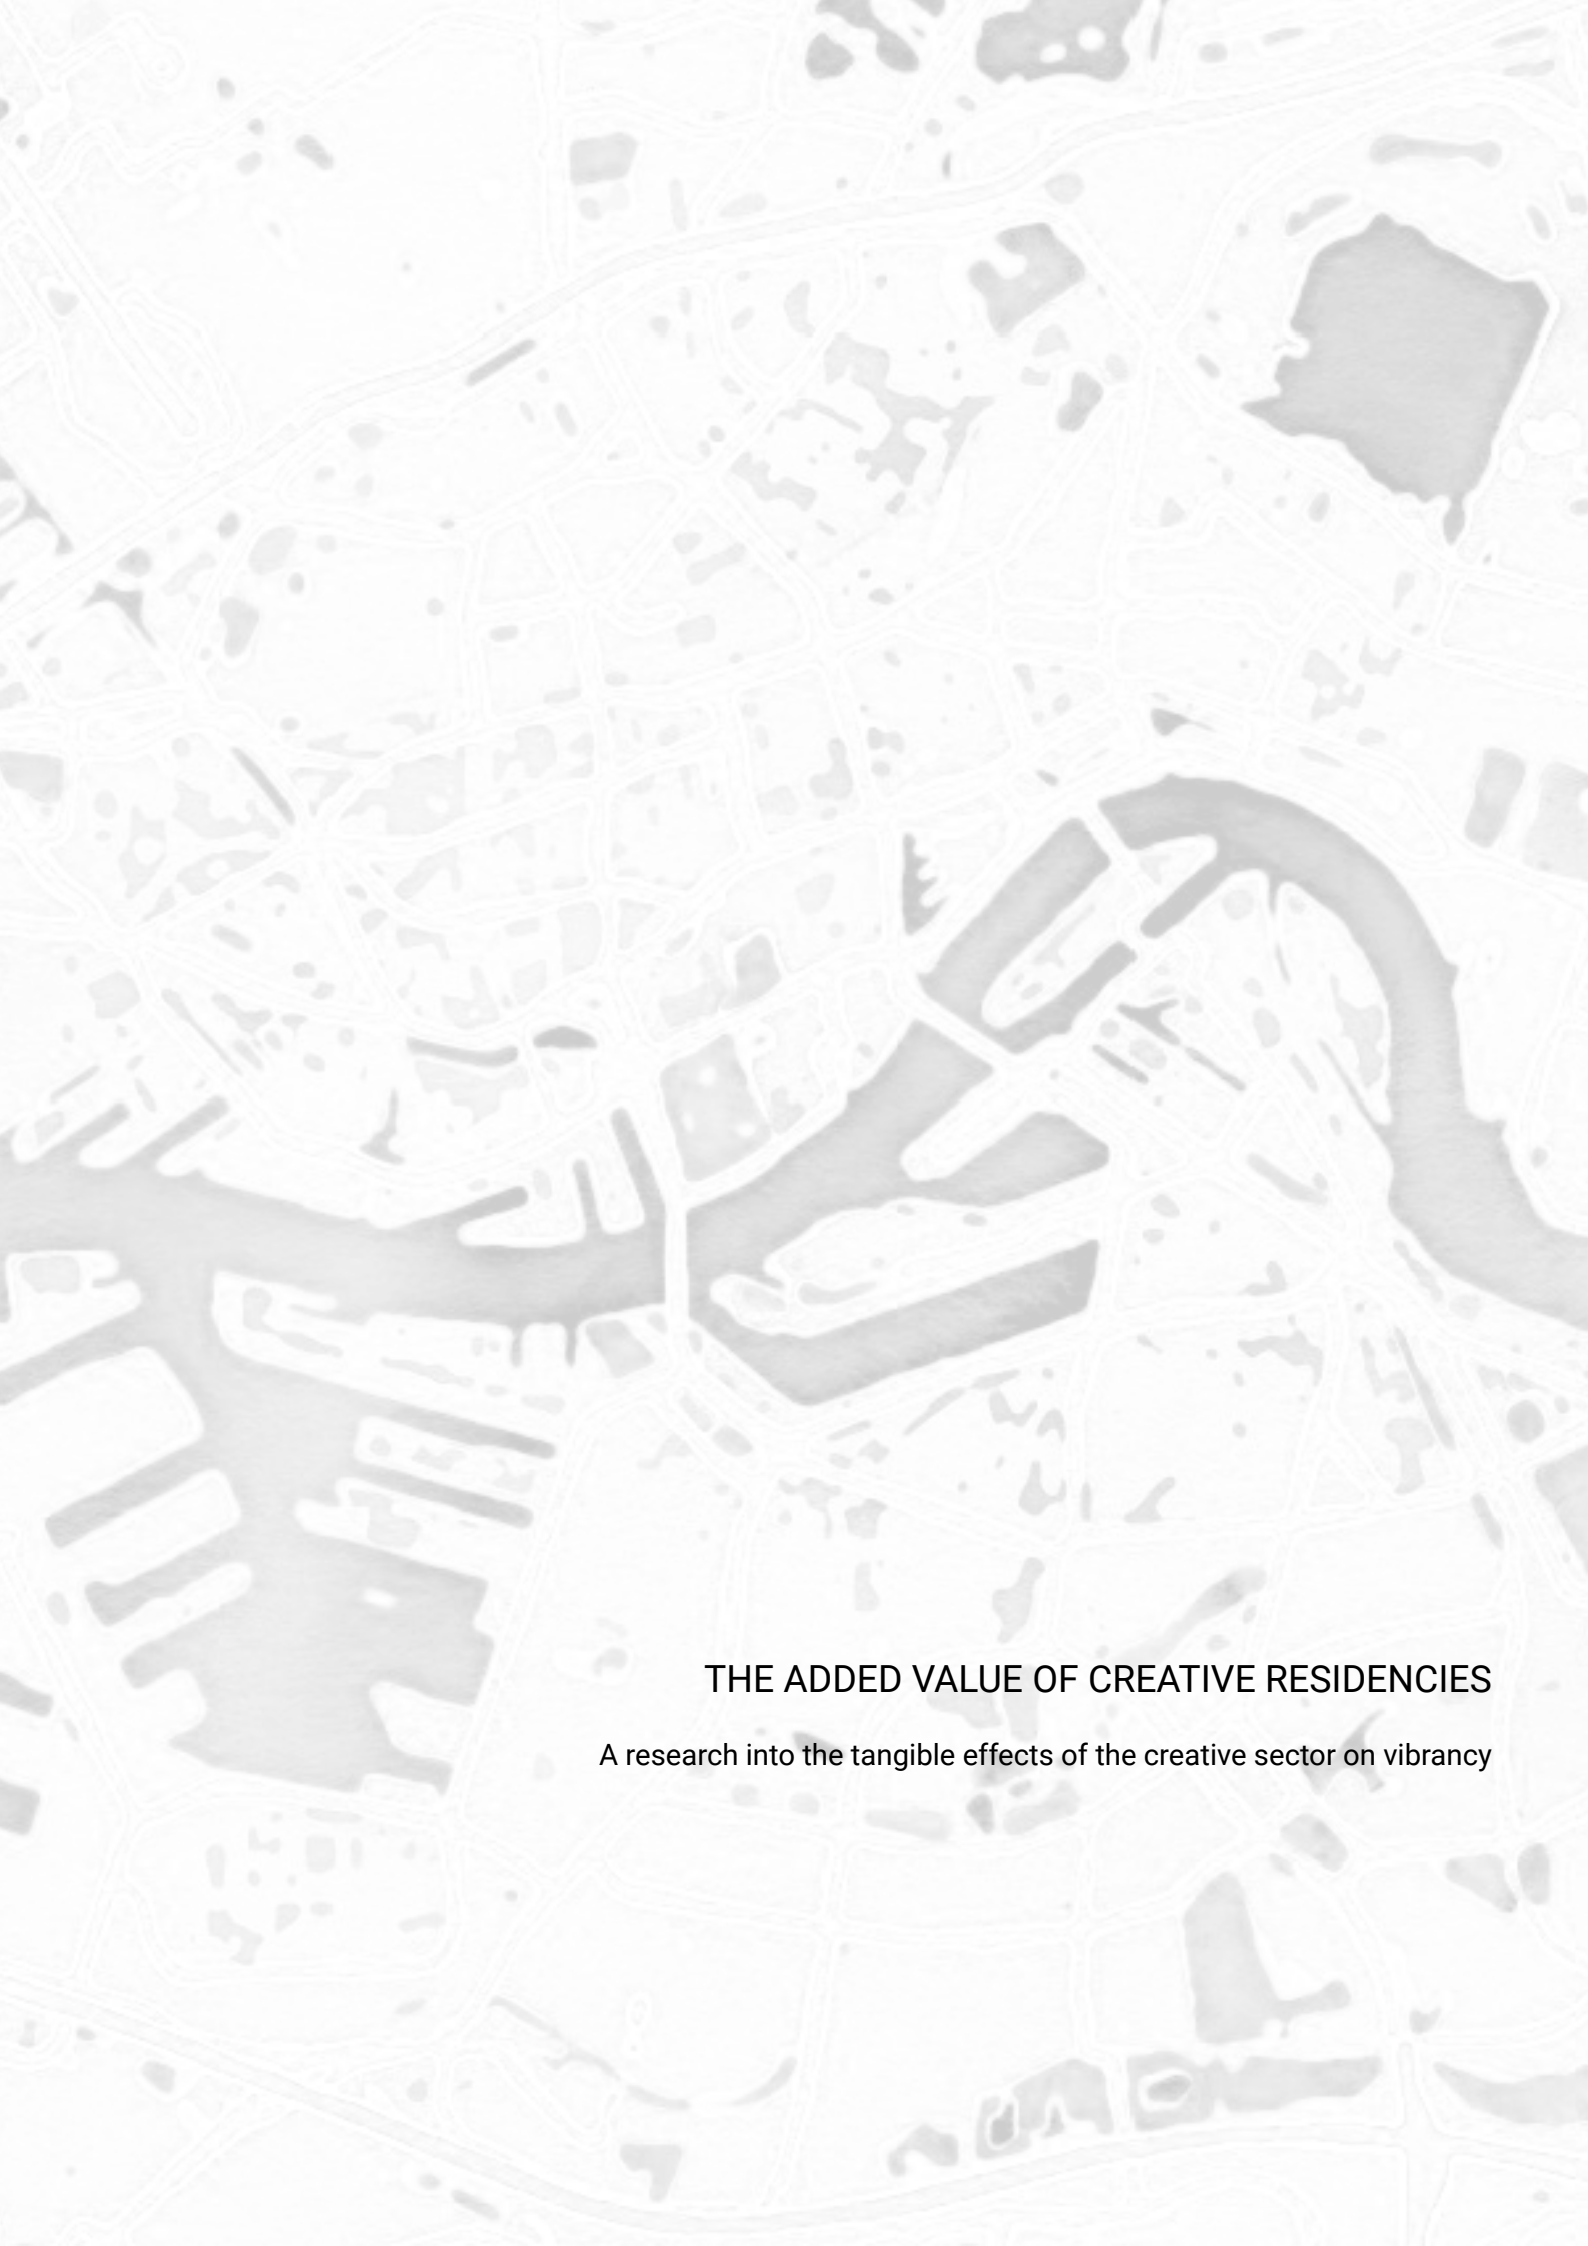 THE ADDED VALUE OF CREATIVE RESIDENCIES
A research into the tangible effects of the creative sector on vibrancy